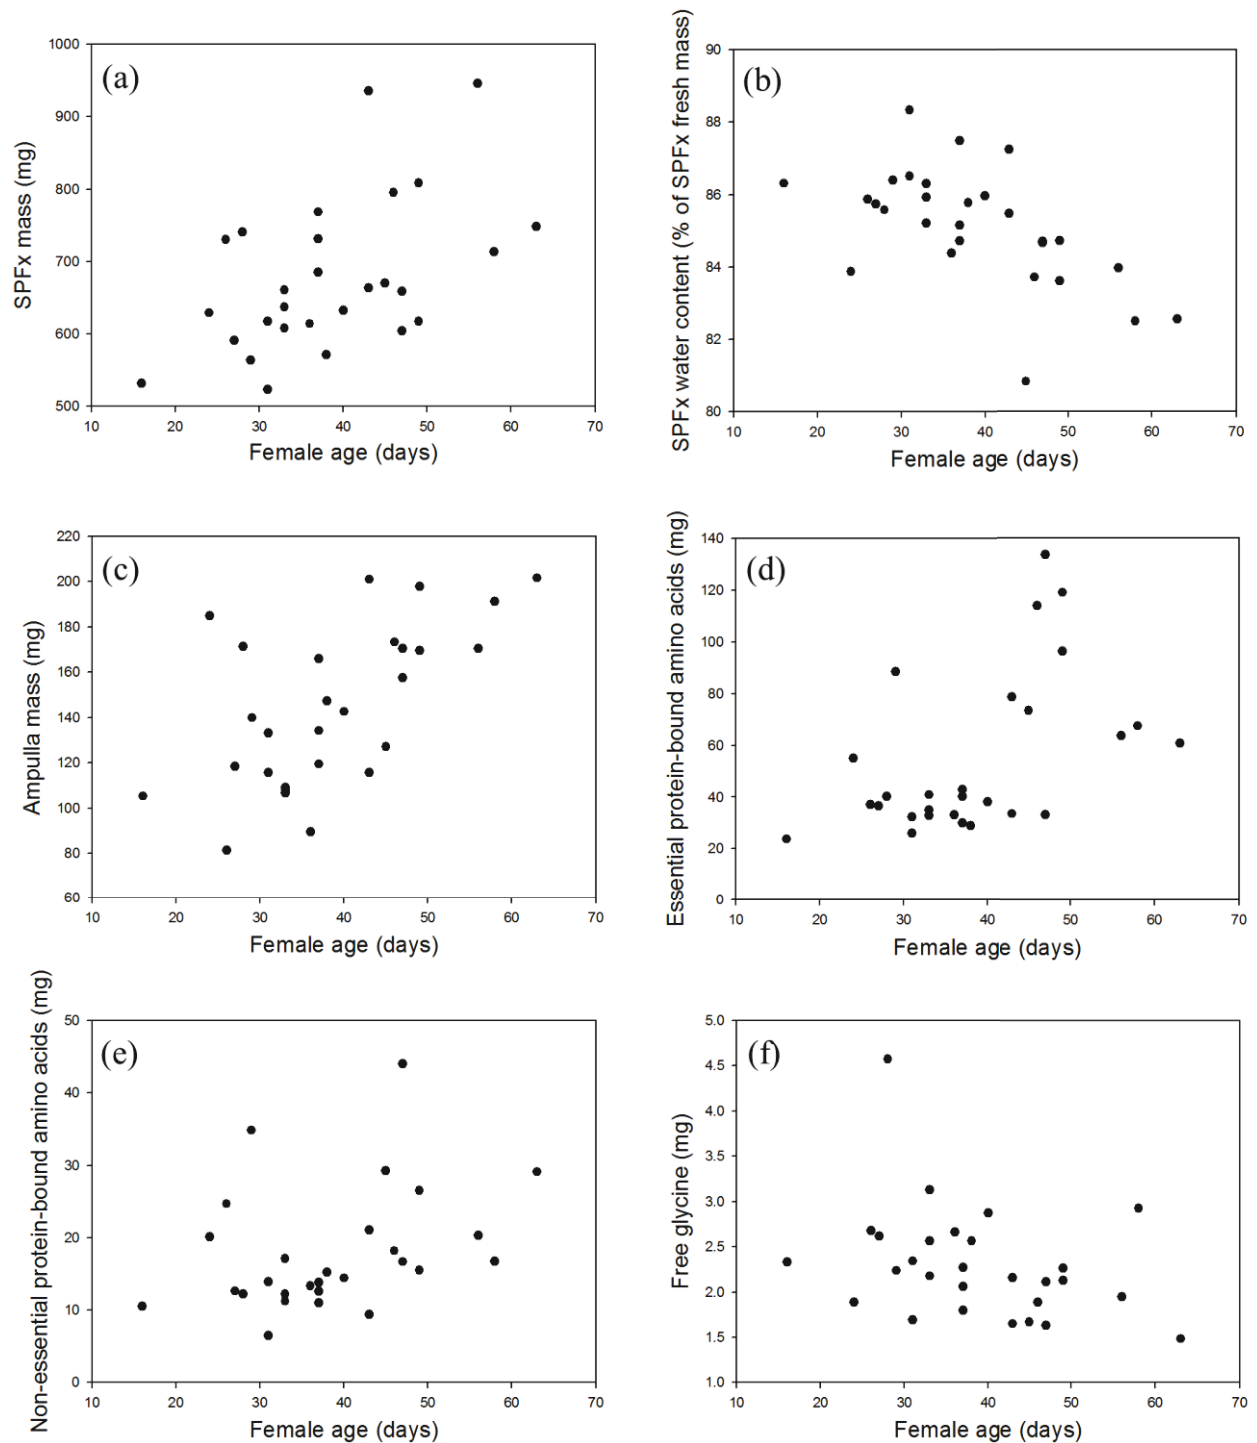 (a)
SPFx mass (mg)
1000
900
800
700
600
500
10 20 30 40 50 60 70
Female age (days)
(b)
SPFx water content (% of SPFx fresh mass)
90
88
86
84
82
80
10 20 30 40 50 60 70
Female age (days)
(c)
Ampulla mass (mg)
220
200
180
160
140
120
100
80
60
10 20 30 40 50 60 70
Female age (days)
(d)
Essential protein-bound amino acids (mg)
140
120
100
80
60
40
20
0
10 20 30 40 50 60 70
Female age (days)
(e)
Non-essential protein-bound amino acids (mg)
50
40
30
20
10
0
10 20 30 40 50 60 70
Female age (days)
(f)
Free glycine (mg)
5.0
4.5
4.0
3.5
3.0
2.5
2.0
1.5
1.0
10 20 30 40 50 60 70
Female age (days)